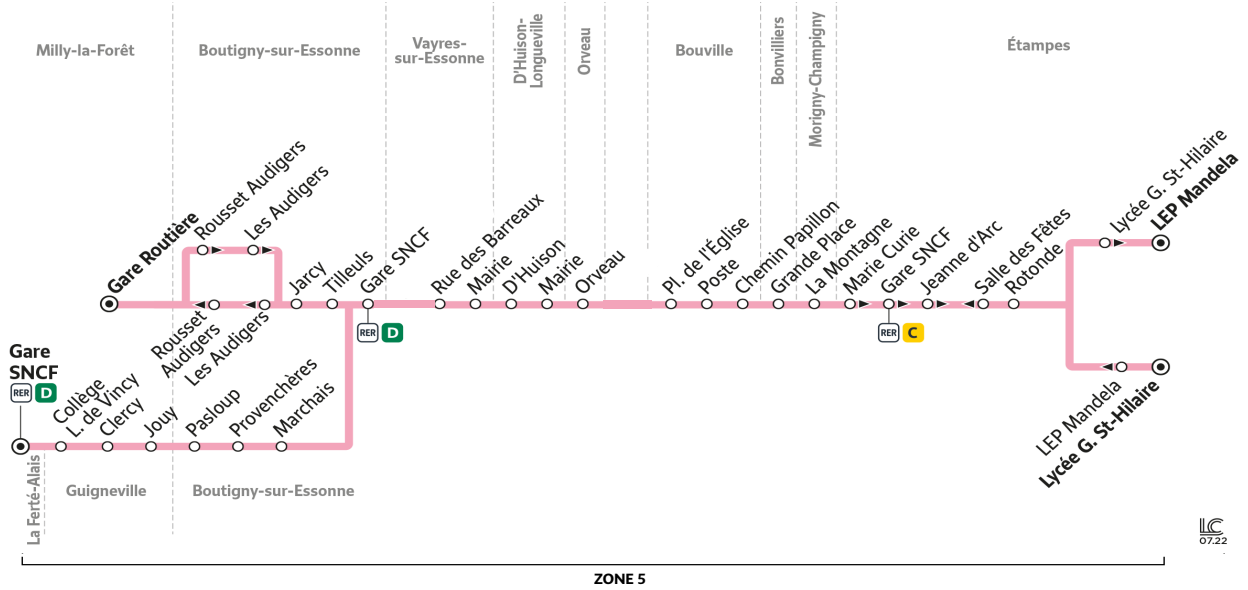 Milly-la-Forêt
Boutigny-sur-Essonne
Vayres-
sur-Essonne
D'Huison-
Longueville
Orveau
Bouville
Bonvilliers
Morigny-Champigny
Étampes
Gare Routière
Rousset Audigers
Les Audigers
Rousset
Audigers
Les Audigers
Jarcy
Tilleuls
Gare SNCF
RER D
Rue des Barreaux
Mairie
D'Huison
Mairie
Orveau
Pl. de l'Église
Poste
Chemin Papillon
Grande Place
La Montagne
Marie Curie
Gare SNCF
RER C
Jeanne d'Arc
Salle des Fêtes
Rotonde
Lycée G. St-Hilaire
LEP Mandela
LEP Mandela
Lycée G. St-Hilaire
Gare
SNCF
RER D
Collège
L. de Vincy
Clercy
Jouy
Pasloup
Provenchères
Marchais
La Ferté-Alais
Guigneville
Boutigny-sur-Essonne
LC
07.22
ZONE 5